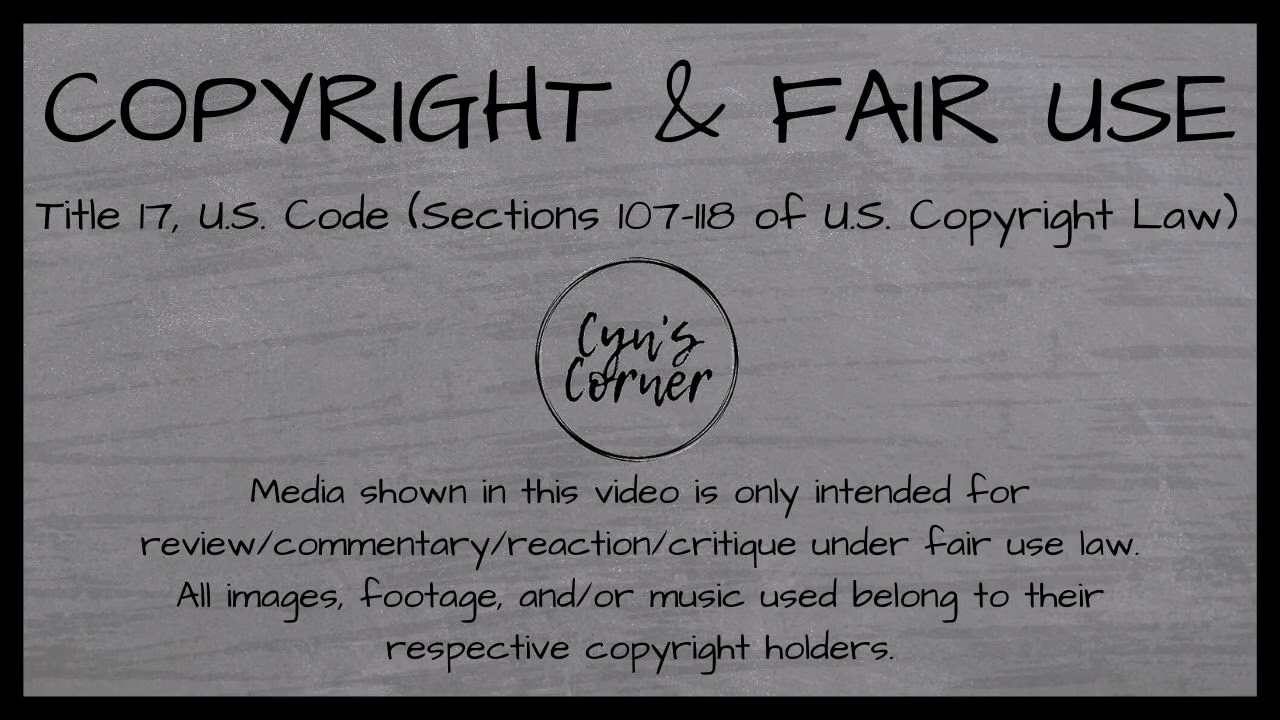 COPYRIGHT & FAIR USE
Title 17, U.S. Code (Sections 107-118 of U.S. Copyright Law)
Cyn's
Corner
Media shown in this video is only intended for
review/commentary/reaction/critique under fair use law.
All images, footage, and/or music used belong to their
respective copyright holders.